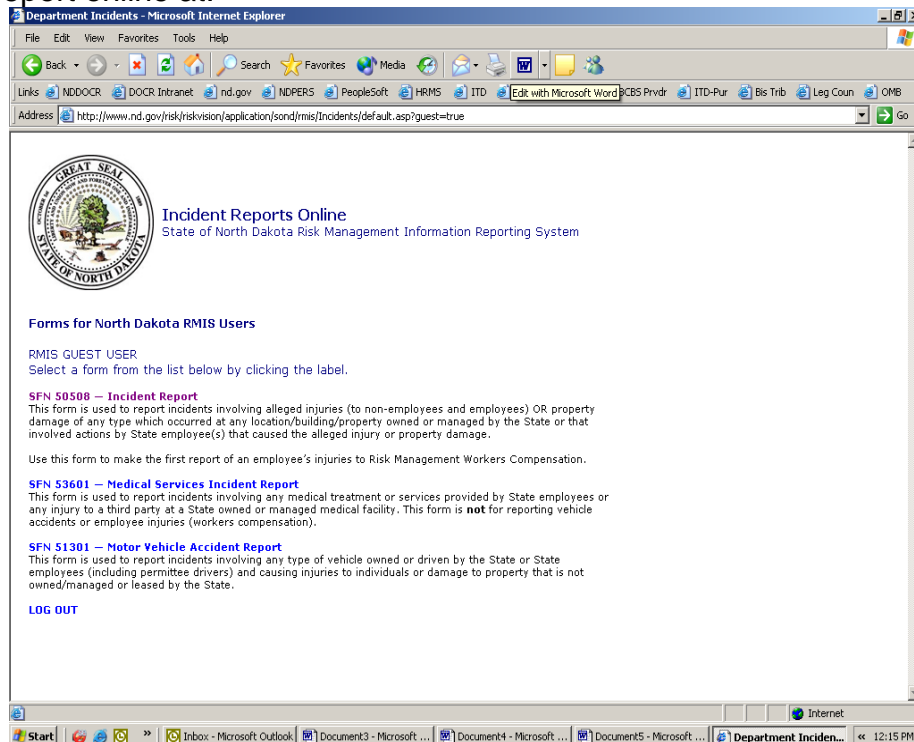 eport online at:
Department Incidents - Microsoft Internet Explorer
File Edit View Favorites Tools Help
Back Search Favorites Media
Links NDDOCR DOCR Intranet nd.gov NDPERS PeopleSoft HRMS ITD Edit with Microsoft Word BCBS Prvdr ITD-Pur Bis Trib Leg Coun OMB
Address http://www.nd.gov/risk/riskvision/application/sond/rmis/Incidents/default.asp?guest=true Go
GREAT SEAL
STATE OF NORTH DAKOTA
Incident Reports Online
State of North Dakota Risk Management Information Reporting System
Forms for North Dakota RMIS Users
RMIS GUEST USER
Select a form from the list below by clicking the label.
SFN 50508 — Incident Report
This form is used to report incidents involving alleged injuries (to non-employees and employees) OR property
damage of any type which occurred at any location/building/property owned or managed by the State or that
involved actions by State employee(s) that caused the alleged injury or property damage.
Use this form to make the first report of an employee's injuries to Risk Management Workers Compensation.
SFN 53601 — Medical Services Incident Report
This form is used to report incidents involving any medical treatment or services provided by State employees or
any injury to a third party at a State owned or managed medical facility. This form is not for reporting vehicle
accidents or employee injuries (workers compensation).
SFN 51301 — Motor Vehicle Accident Report
This form is used to report incidents involving any type of vehicle owned or driven by the State or State
employees (including permittee drivers) and causing injuries to individuals or damage to property that is not
owned/managed or leased by the State.
LOG OUT
Internet
Start » Inbox - Microsoft Outlook Document3 - Microsoft ... Document4 - Microsoft ... Document5 - Microsoft ... Department Inciden... « 12:15 PM